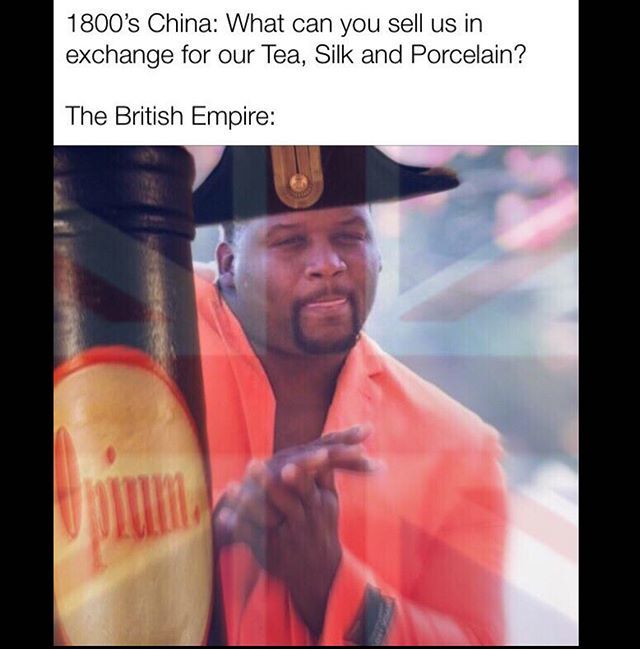 1800’s China: What can you sell us in
exchange for our Tea, Silk and Porcelain?
The British Empire:
Opium.